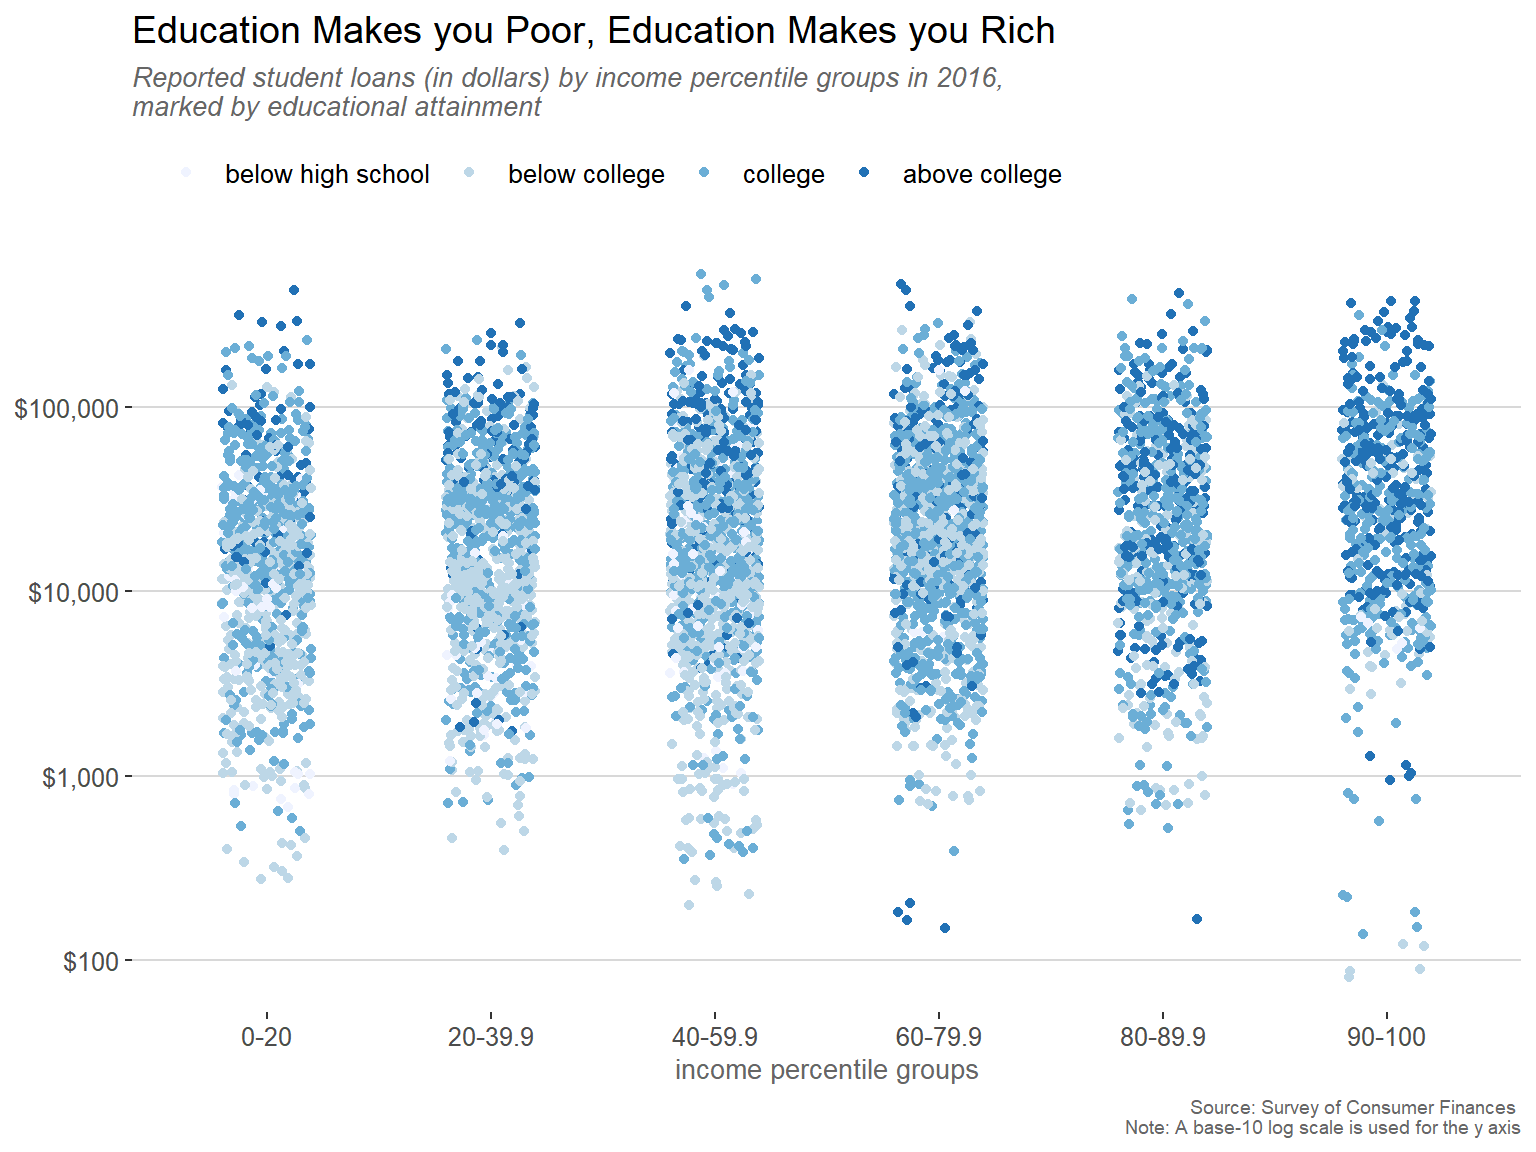 Education Makes you Poor, Education Makes you Rich
Reported student loans (in dollars) by income percentile groups in 2016,
marked by educational attainment
below high school below college college above college
$100,000
$10,000
$1,000
$100
0-20 20-39.9 40-59.9 60-79.9 80-89.9 90-100
income percentile groups
Source: Survey of Consumer Finances
Note: A base-10 log scale is used for the y axis